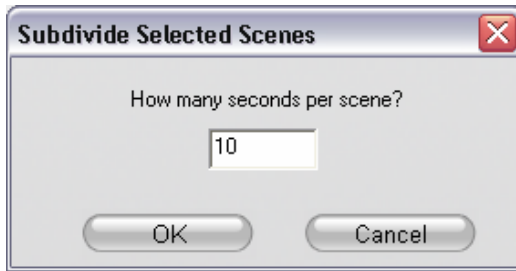 Subdivide Selected Scenes
How many seconds per scene?
10
OK
Cancel